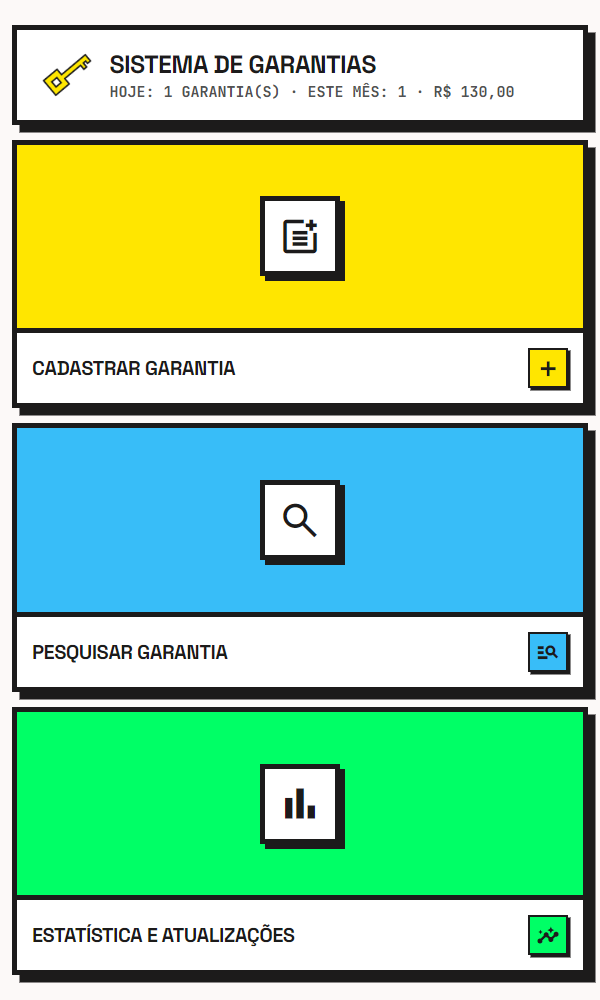 SISTEMA DE GARANTIAS
HOJE: 1 GARANTIA(S) · ESTE MÊS: 1 · R$ 130,00
CADASTRAR GARANTIA
PESQUISAR GARANTIA
ESTATÍSTICA E ATUALIZAÇÕES